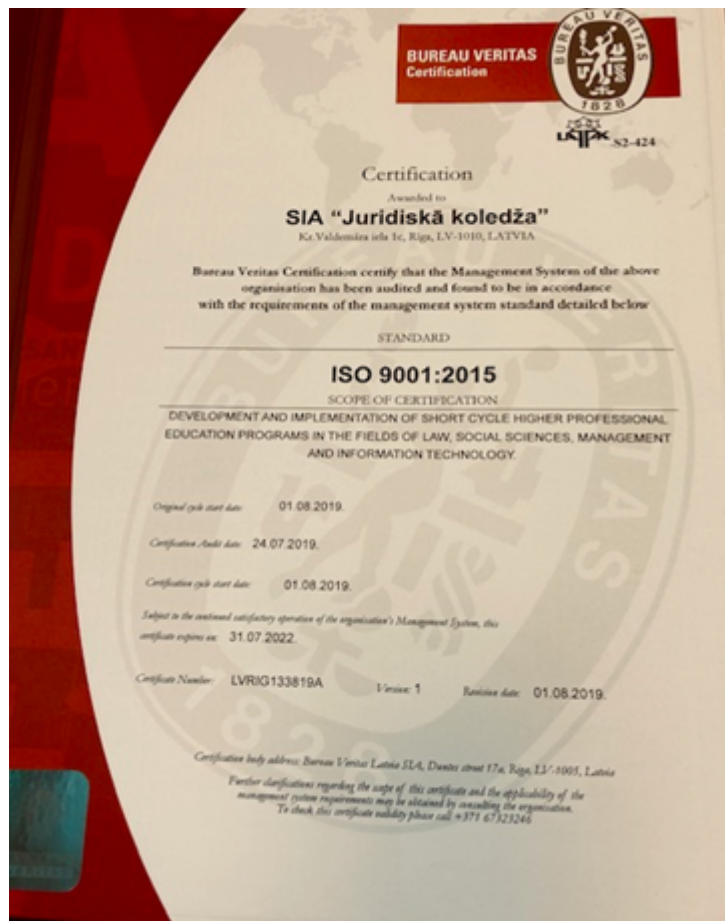 BUREAU VERITAS
Certification
BUREAU VERITAS
1828
LATAK
S2-424
Certification
Awarded to
SIA “Juridiskā koledža”
Kr.Valdemāra iela 1c, Riga, LV-1010, LATVIA
Bureau Veritas Certification certify that the Management System of the above
organisation has been audited and found to be in accordance
with the requirements of the management system standard detailed below
STANDARD
ISO 9001:2015
SCOPE OF CERTIFICATION
DEVELOPMENT AND IMPLEMENTATION OF SHORT CYCLE HIGHER PROFESSIONAL
EDUCATION PROGRAMS IN THE FIELDS OF LAW, SOCIAL SCIENCES, MANAGEMENT
AND INFORMATION TECHNOLOGY.
Original cycle start date: 01.08.2019.
Certification Audit date: 24.07.2019.
Certification cycle start date: 01.08.2019.
Subject to the continued satisfactory operation of the organisation's Management System, this
certificate expires on: 31.07.2022.
Certificate Number: LVRIG133819A Version: 1 Revision date: 01.08.2019.
Certification body address: Bureau Veritas Latvia SIA, Duntes street 17a, Riga, LV-1005, Latvia
Further clarifications regarding the scope of this certificate and the applicability of the
management system requirements may be obtained by consulting the organisation.
To check this certificate validity please call +371 67323246